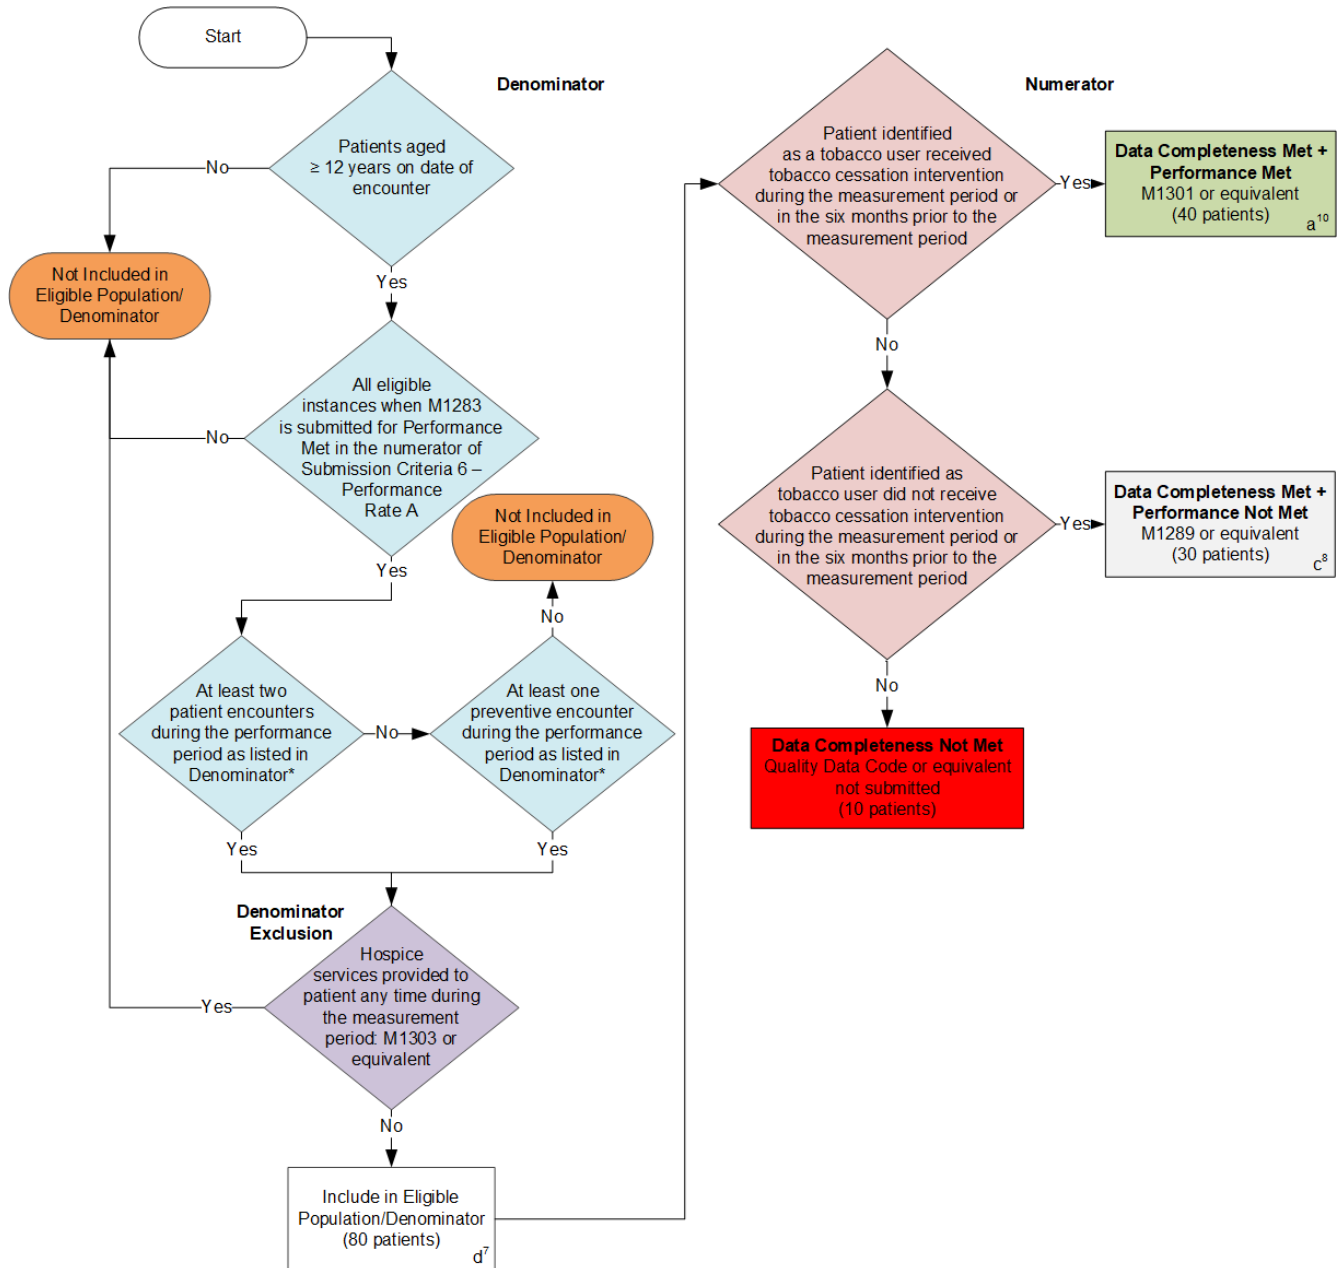 Start
Denominator
Patients aged
≥ 12 years on date of
encounter
No
Yes
Not Included in
Eligible Population/
Denominator
All eligible
instances when M1283
is submitted for Performance
Met in the numerator of
Submission Criteria 6 –
Performance
Rate A
No
Yes
Not Included in
Eligible Population/
Denominator
No
At least two
patient encounters
during the performance
period as listed in
Denominator*
No
At least one
preventive encounter
during the performance
period as listed in
Denominator*
Yes
Yes
Denominator
Exclusion
Hospice
services provided to
patient any time during
the measurement
period: M1303 or
equivalent
Yes
No
Include in Eligible
Population/Denominator
(80 patients)
d⁷
Numerator
Patient identified
as a tobacco user received
tobacco cessation intervention
during the measurement period or
in the six months prior to the
measurement period
Yes
Data Completeness Met +
Performance Met
M1301 or equivalent
(40 patients)
a¹⁰
No
Patient identified as
tobacco user did not receive
tobacco cessation intervention
during the measurement period or
in the six months prior to the
measurement period
Yes
Data Completeness Met +
Performance Not Met
M1289 or equivalent
(30 patients)
c⁸
No
Data Completeness Not Met
Quality Data Code or equivalent
not submitted
(10 patients)